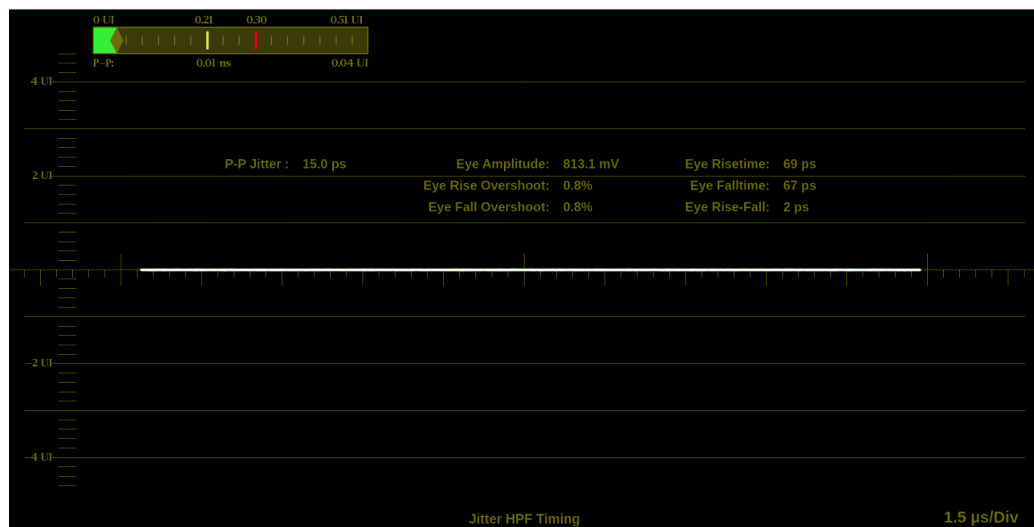 0 UI 0.21 0.30 0.51 UI
P-P: 0.01 ns 0.04 UI
4 UI
P-P Jitter : 15.0 ps Eye Amplitude: 813.1 mV Eye Risetime: 69 ps
2 UI
Eye Rise Overshoot: 0.8% Eye Falltime: 67 ps
Eye Fall Overshoot: 0.8% Eye Rise-Fall: 2 ps
-2 UI
-4 UI
Jitter HPF Timing 1.5 µs/Div